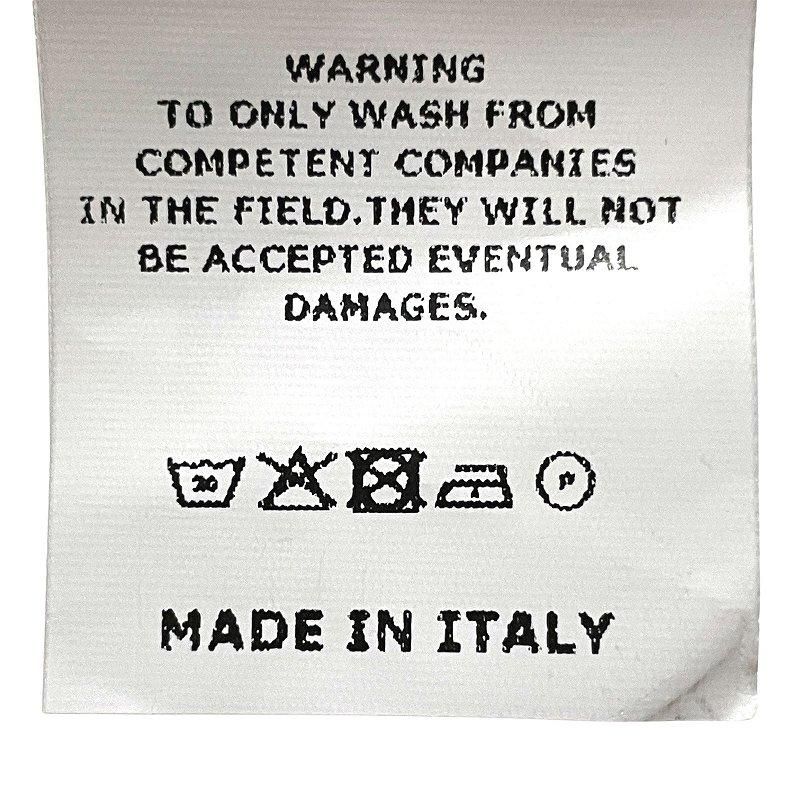 WARNING
TO ONLY WASH FROM
COMPETENT COMPANIES
IN THE FIELD.THEY WILL NOT
BE ACCEPTED EVENTUAL
DAMAGES.
MADE IN ITALY